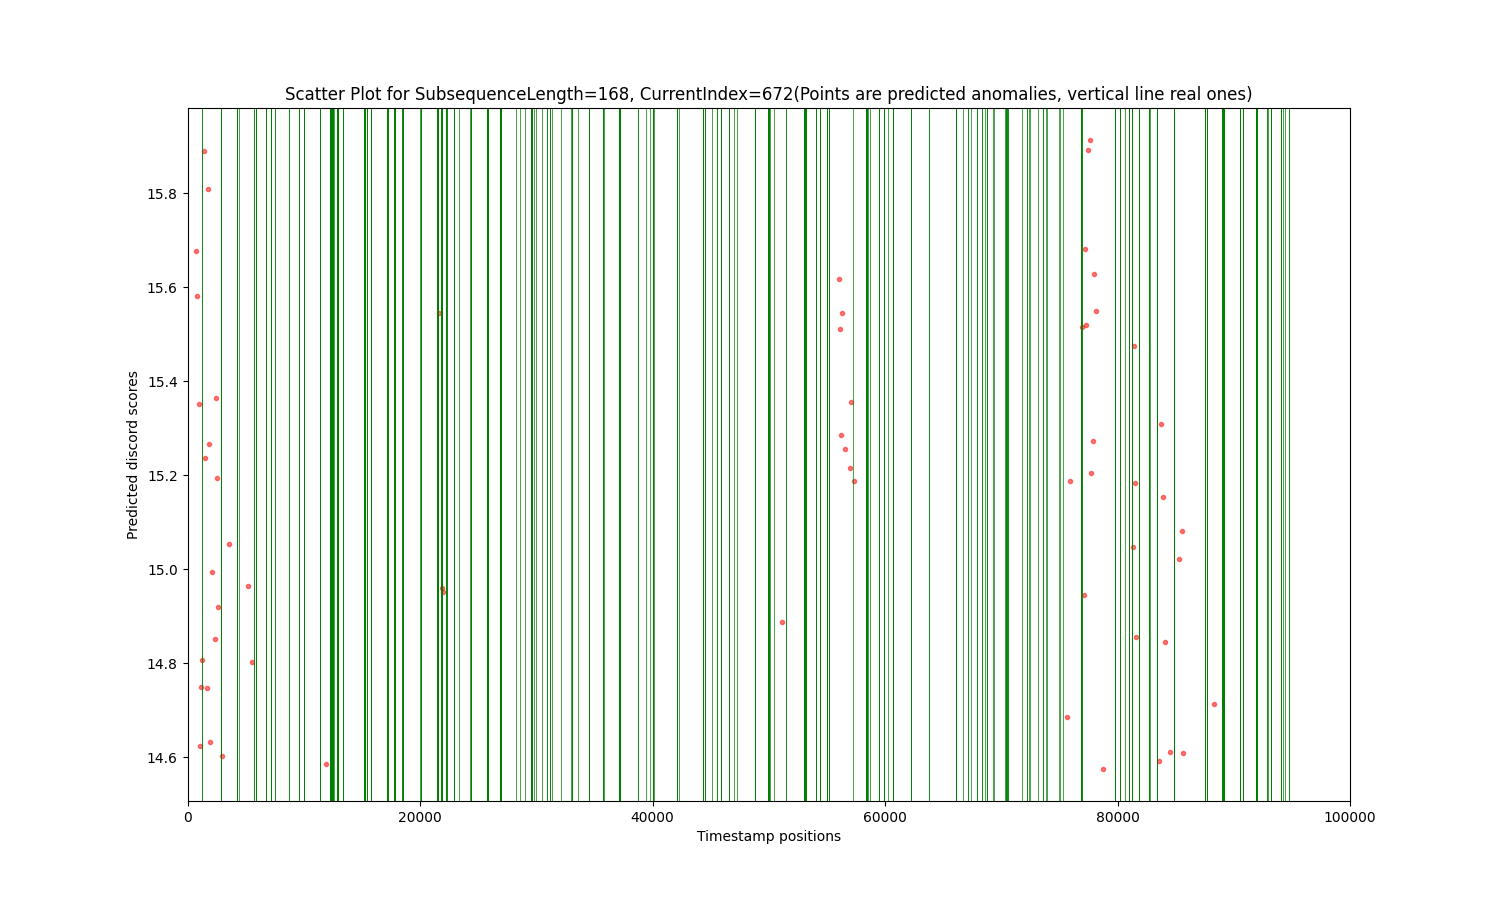 Scatter Plot for SubsequenceLength=168, CurrentIndex=672(Points are predicted anomalies, vertical line real ones)
Predicted discord scores
15.8
15.6
15.4
15.2
15.0
14.8
14.6
0 20000 40000 60000 80000 100000
Timestamp positions